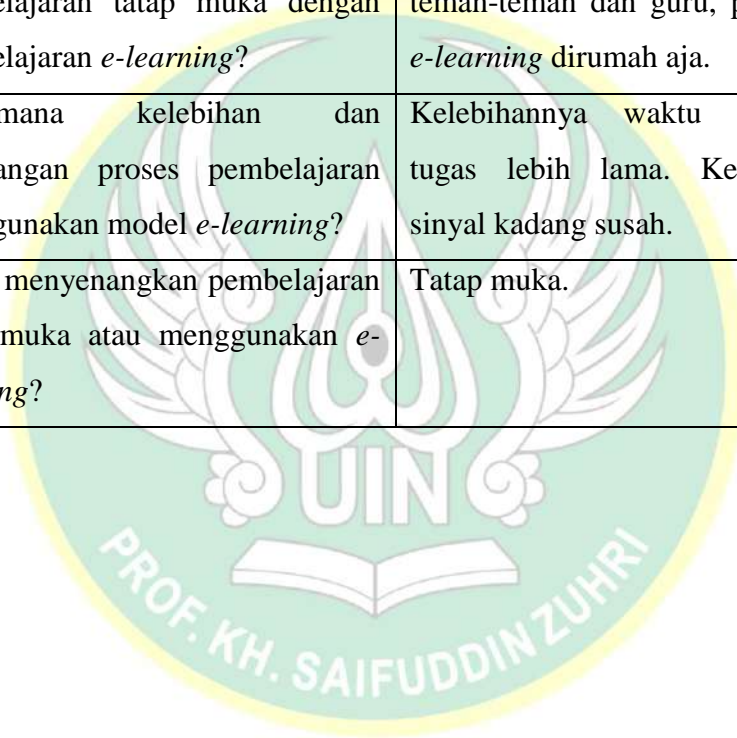 elajaran tatap muka dengan
elajaran e-learning?
teman-teman dan guru, p
e-learning dirumah aja.
mana kelebihan dan
angan proses pembelajaran
gunakan model e-learning?
Kelebihannya waktu
tugas lebih lama. Ke
sinyal kadang susah.
menyenangkan pembelajaran
muka atau menggunakan e-
ng?
Tatap muka.
UIN
PROF. KH. SAIFUDDIN ZUHRI